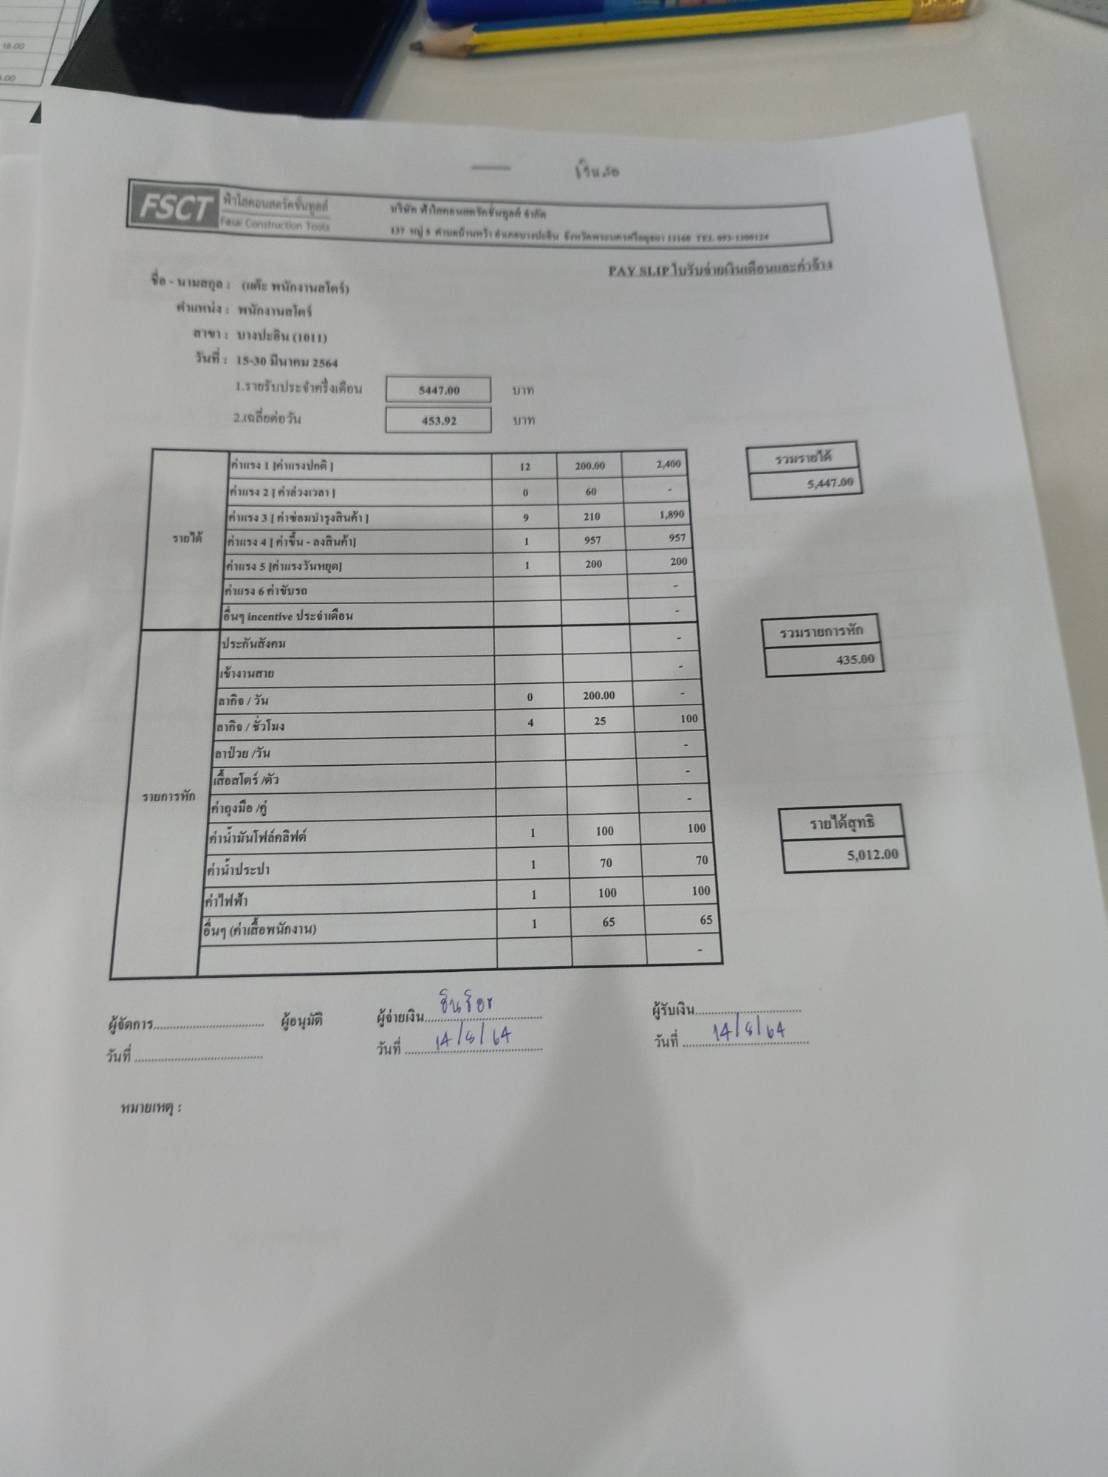 18.00
.00
FSCT ฟ้าใสคอนสตรัคชั่นทูลส์
Fasai Construction Tools
บริษัท ฟ้าใสคอนสตรัคชั่นทูลส์ จำกัด
137 หมู่ 8 ตำบลบ้านหว้า อำเภอบางปะอิน จังหวัดพระนครศรีอยุธยา 13160 TEL
PAY SLIP ใบรับจ่ายเงินเดือนและค่าจ้าง
ชื่อ - นามสกุล : (แต๊ะ พนักงานสโตร์)
ตำแหน่ง : พนักงานสโตร์
สาขา : บางปะอิน (1011)
วันที่ : 15-30 มีนาคม 2564
1.รายรับประจำครึ่งเดือน 5447.00 บาท
2.เฉลี่ยต่อวัน 453.92 บาท
รายได้
ค่าแรง 1 [ค่าแรงปกติ ] 12 200.00 2,400
ค่าแรง 2 [ ค่าล่วงเวลา ] 0 60 -
ค่าแรง 3 [ ค่าซ่อมบำรุงสินค้า ] 9 210 1,890
ค่าแรง 4 [ ค่าขึ้น - ลงสินค้า] 1 957 957
ค่าแรง 5 [ค่าแรงวันหยุด] 1 200 200
ค่าแรง 6 ค่าขับรถ -
อื่นๆ incentive ประจำเดือน -
รวมรายได้
5,447.00
รายการหัก
ประกันสังคม -
เข้างานสาย -
ลากิจ / วัน 0 200.00 -
ลากิจ / ชั่วโมง 4 25 100
ลาป่วย /วัน -
เสื้อสโตร์ /ตัว -
ค่าถุงมือ /คู่ -
ค่าน้ำมันโฟล์คลิฟต์ 1 100 100
ค่าน้ำประปา 1 70 70
ค่าไฟฟ้า 1 100 100
อื่นๆ (ค่าเสื้อพนักงาน) 1 65 65
-
รวมรายการหัก
435.00
รายได้สุทธิ
5,012.00
ผู้จัดการ.............................. ผู้อนุมัติ ผู้จ่ายเงิน.............................. ผู้รับเงิน..............................
วันที่ .............................. วันที่ 14/8/64 วันที่ 14/8/64
หมายเหตุ :